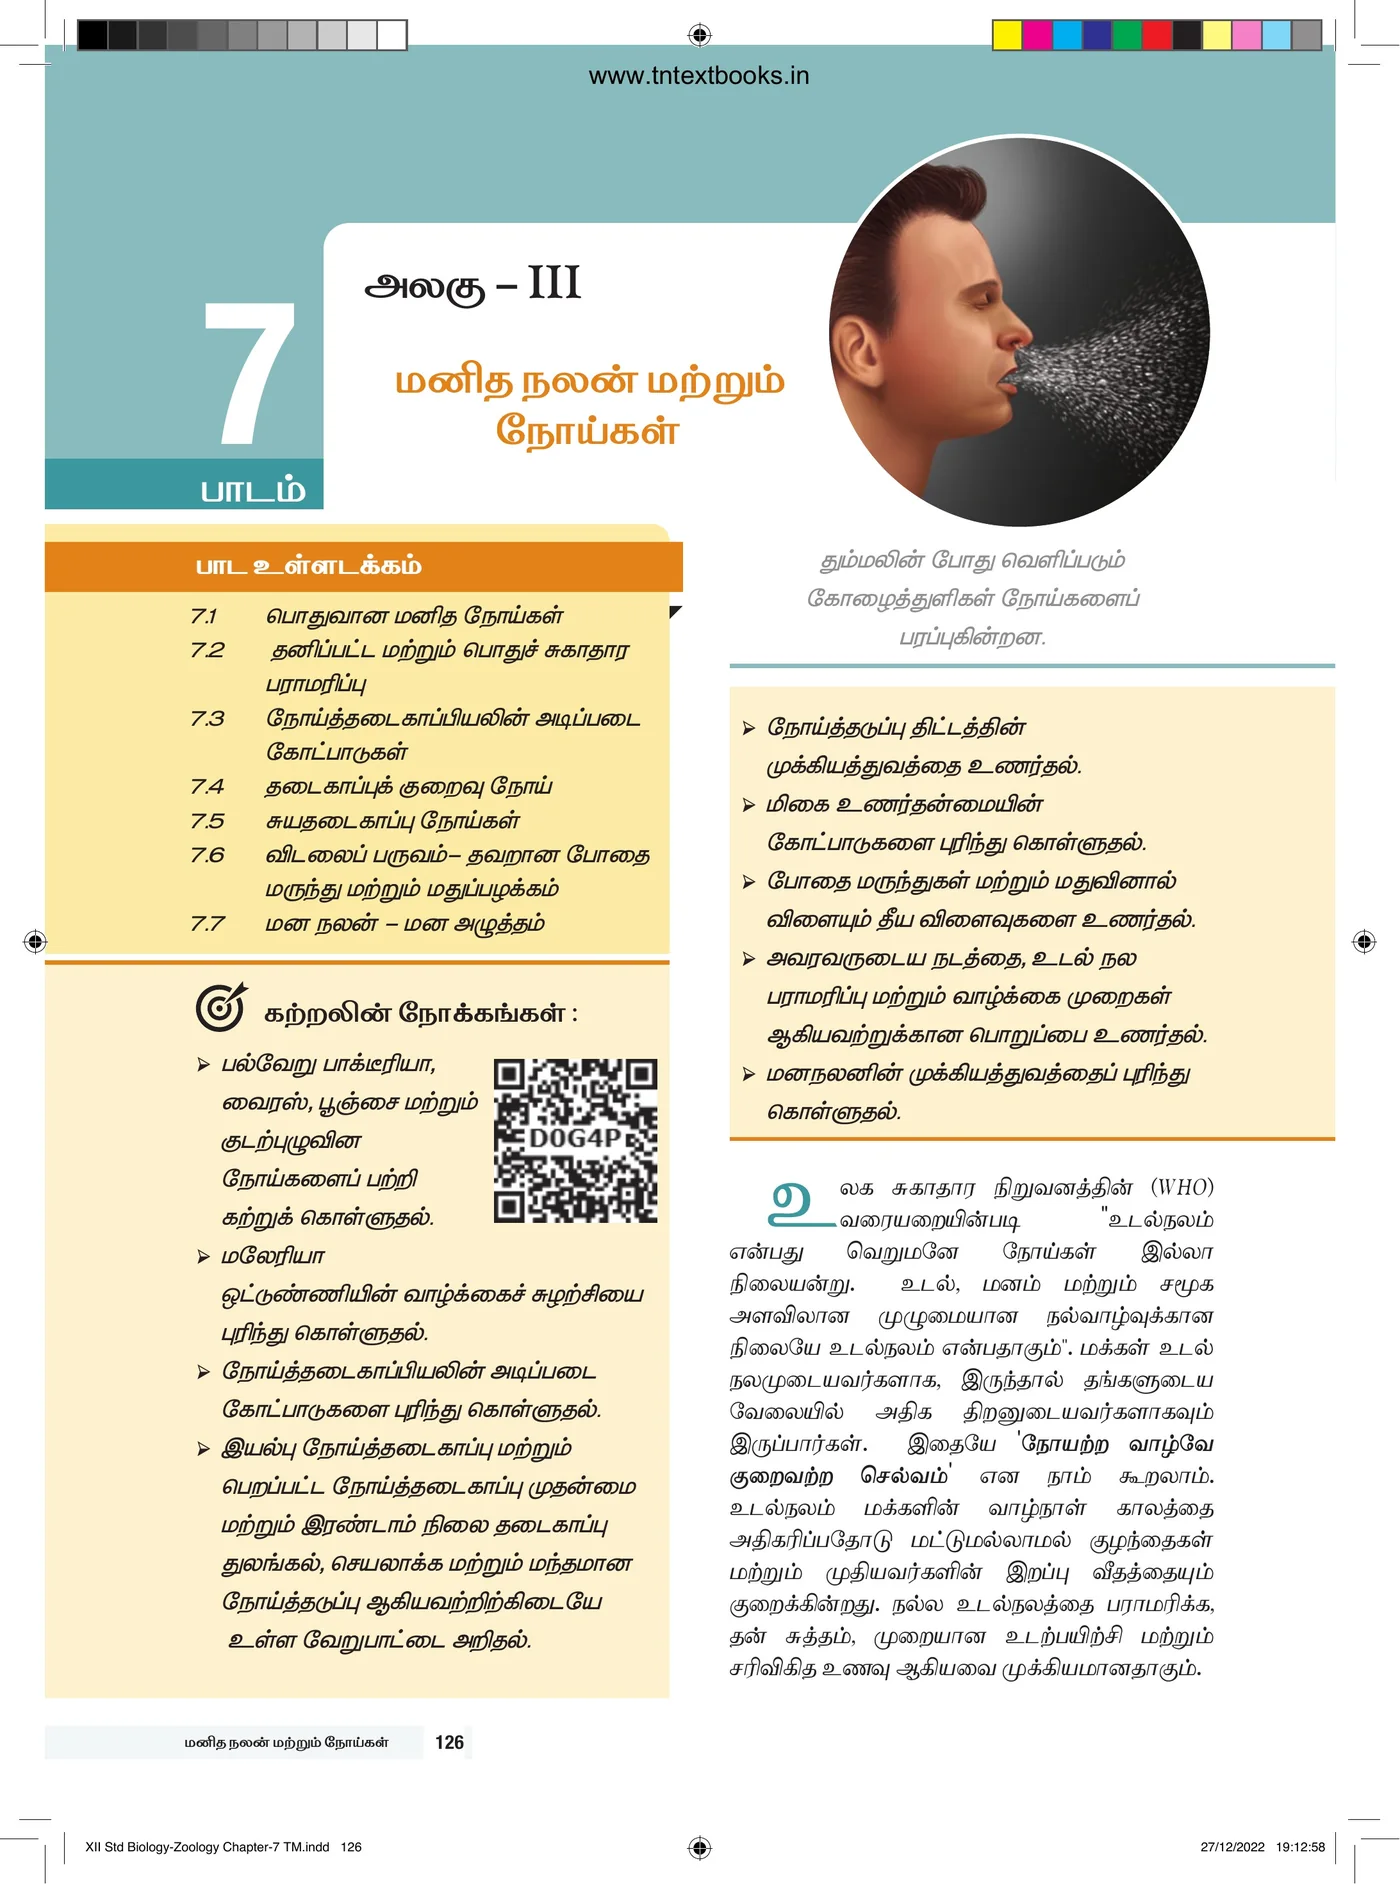 www.tntextbooks.in
அலகு – III
7
பாடம்
மனித நலன் மற்றும்
நோய்கள்
தும்மலின் போது வெளிப்படும்
கோழைத்துளிகள் நோய்களைப்
பரப்புகின்றன.
பாட உள்ளடக்கம்
7.1 பொதுவான மனித நோய்கள்
7.2 தனிப்பட்ட மற்றும் பொதுச் சுகாதார
பராமரிப்பு
7.3 நோய்த்தடைகாப்பியலின் அடிப்படை
கோட்பாடுகள்
7.4 தடைகாப்புக் குறைவு நோய்
7.5 சுயதடைகாப்பு நோய்கள்
7.6 விடலைப் பருவம்– தவறான போதை
மருந்து மற்றும் மதுப்பழக்கம்
7.7 மன நலன் – மன அழுத்தம்
கற்றலின் நோக்கங்கள் :
➢ பல்வேறு பாக்டீரியா,
வைரஸ், பூஞ்சை மற்றும்
குடற்புழுவின
நோய்களைப் பற்றி
கற்றுக் கொள்ளுதல்.
D0G4P
➢ மலேரியா
ஒட்டுண்ணியின் வாழ்க்கைச் சுழற்சியை
புரிந்து கொள்ளுதல்.
➢ நோய்த்தடைகாப்பியலின் அடிப்படை
கோட்பாடுகளை புரிந்து கொள்ளுதல்.
➢ இயல்பு நோய்த்தடைகாப்பு மற்றும்
பெறப்பட்ட நோய்த்தடைகாப்பு முதன்மை
மற்றும் இரண்டாம் நிலை தடைகாப்பு
துலங்கல், செயலாக்க மற்றும் மந்தமான
நோய்த்தடுப்பு ஆகியவற்றிற்கிடையே
உள்ள வேறுபாட்டை அறிதல்.
➢ நோய்த்தடுப்பு திட்டத்தின்
முக்கியத்துவத்தை உணர்தல்.
➢ மிகை உணர்தன்மையின்
கோட்பாடுகளை புரிந்து கொள்ளுதல்.
➢ போதை மருந்துகள் மற்றும் மதுவினால்
விளையும் தீய விளைவுகளை உணர்தல்.
➢ அவரவருடைய நடத்தை, உடல் நல
பராமரிப்பு மற்றும் வாழ்க்கை முறைகள்
ஆகியவற்றுக்கான பொறுப்பை உணர்தல்.
➢ மனநலனின் முக்கியத்துவத்தைப் புரிந்து
கொள்ளுதல்.
உலக சுகாதார நிறுவனத்தின் (WHO)
வரையறையின்படி "உடல்நலம்
என்பது வெறுமனே நோய்கள் இல்லா
நிலையன்று. உடல், மனம் மற்றும் சமூக
அளவிலான முழுமையான நல்வாழ்வுக்கான
நிலையே உடல்நலம் என்பதாகும்". மக்கள் உடல்
நலமுடையவர்களாக, இருந்தால் தங்களுடைய
வேலையில் அதிக திறனுடையவர்களாகவும்
இருப்பார்கள். இதையே 'நோயற்ற வாழ்வே
குறைவற்ற செல்வம்' என நாம் கூறலாம்.
உடல்நலம் மக்களின் வாழ்நாள் காலத்தை
அதிகரிப்பதோடு மட்டுமல்லாமல் குழந்தைகள்
மற்றும் முதியவர்களின் இறப்பு வீதத்தையும்
குறைக்கின்றது. நல்ல உடல்நலத்தை பராமரிக்க,
தன் சுத்தம், முறையான உடற்பயிற்சி மற்றும்
சரிவிகித உணவு ஆகியவை முக்கியமானதாகும்.
மனித நலன் மற்றும் நோய்கள் 126
XII Std Biology-Zoology Chapter-7 TM.indd 126
27/12/2022 19:12:58